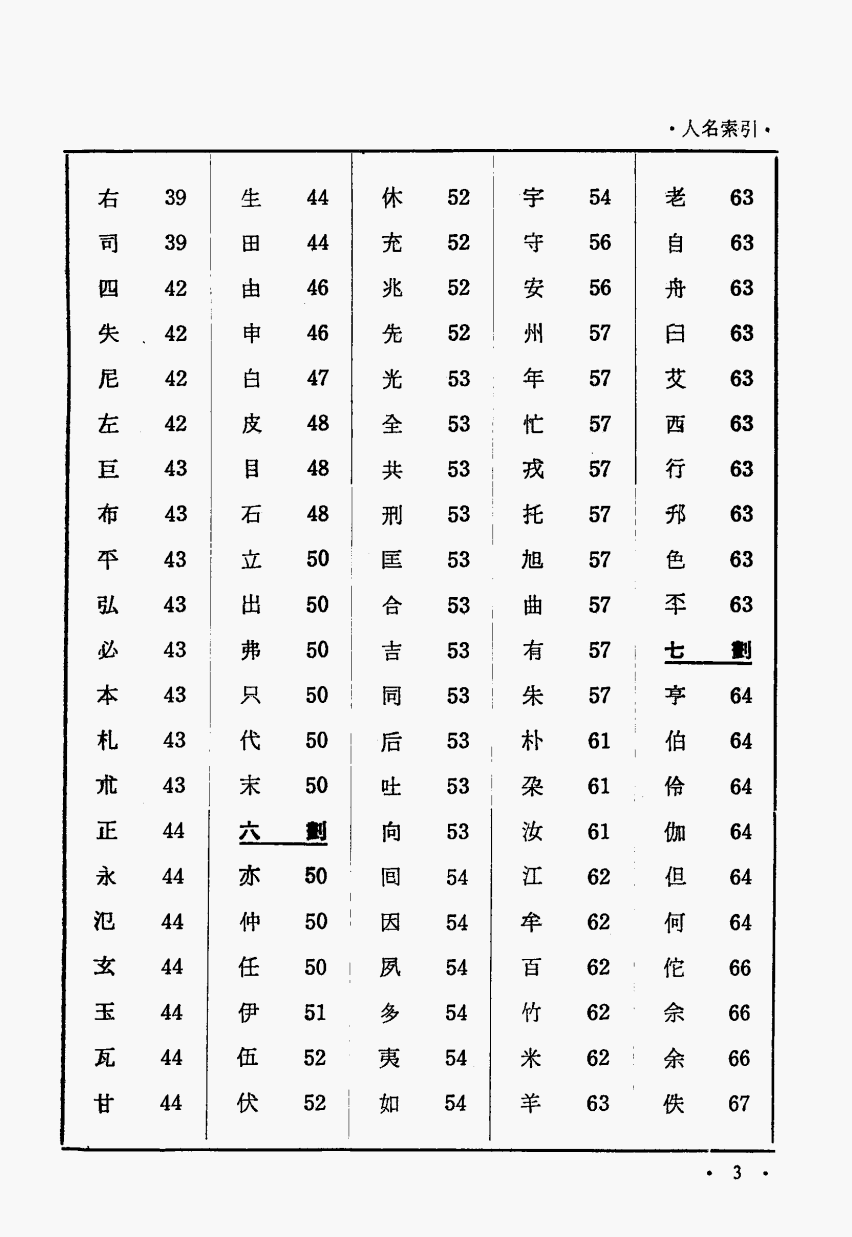 ·人名索引·
右 39
司 39
四 42
失 42
尼 42
左 42
巨 43
布 43
平 43
弘 43
必 43
本 43
札 43
朮 43
正 44
永 44
氾 44
玄 44
玉 44
瓦 44
甘 44
生 44
田 44
由 46
申 46
白 47
皮 48
目 48
石 48
立 50
出 50
弗 50
只 50
代 50
末 50
六劃
亦 50
仲 50
任 50
伊 51
伍 52
伏 52
休 52
充 52
兆 52
先 52
光 53
全 53
共 53
刑 53
匡 53
合 53
吉 53
同 53
后 53
吐 53
向 53
回 54
因 54
夙 54
多 54
夷 54
如 54
宇 54
守 56
安 56
州 57
年 57
忙 57
戎 57
托 57
旭 57
曲 57
有 57
朱 57
朴 61
朵 61
汝 61
江 62
牟 62
百 62
竹 62
米 62
羊 63
老 63
自 63
舟 63
臼 63
艾 63
西 63
行 63
邘 63
色 63
丕 63
七劃
亨 64
伯 64
伶 64
伽 64
但 64
何 64
佗 66
佘 66
余 66
佚 67
· 3 ·